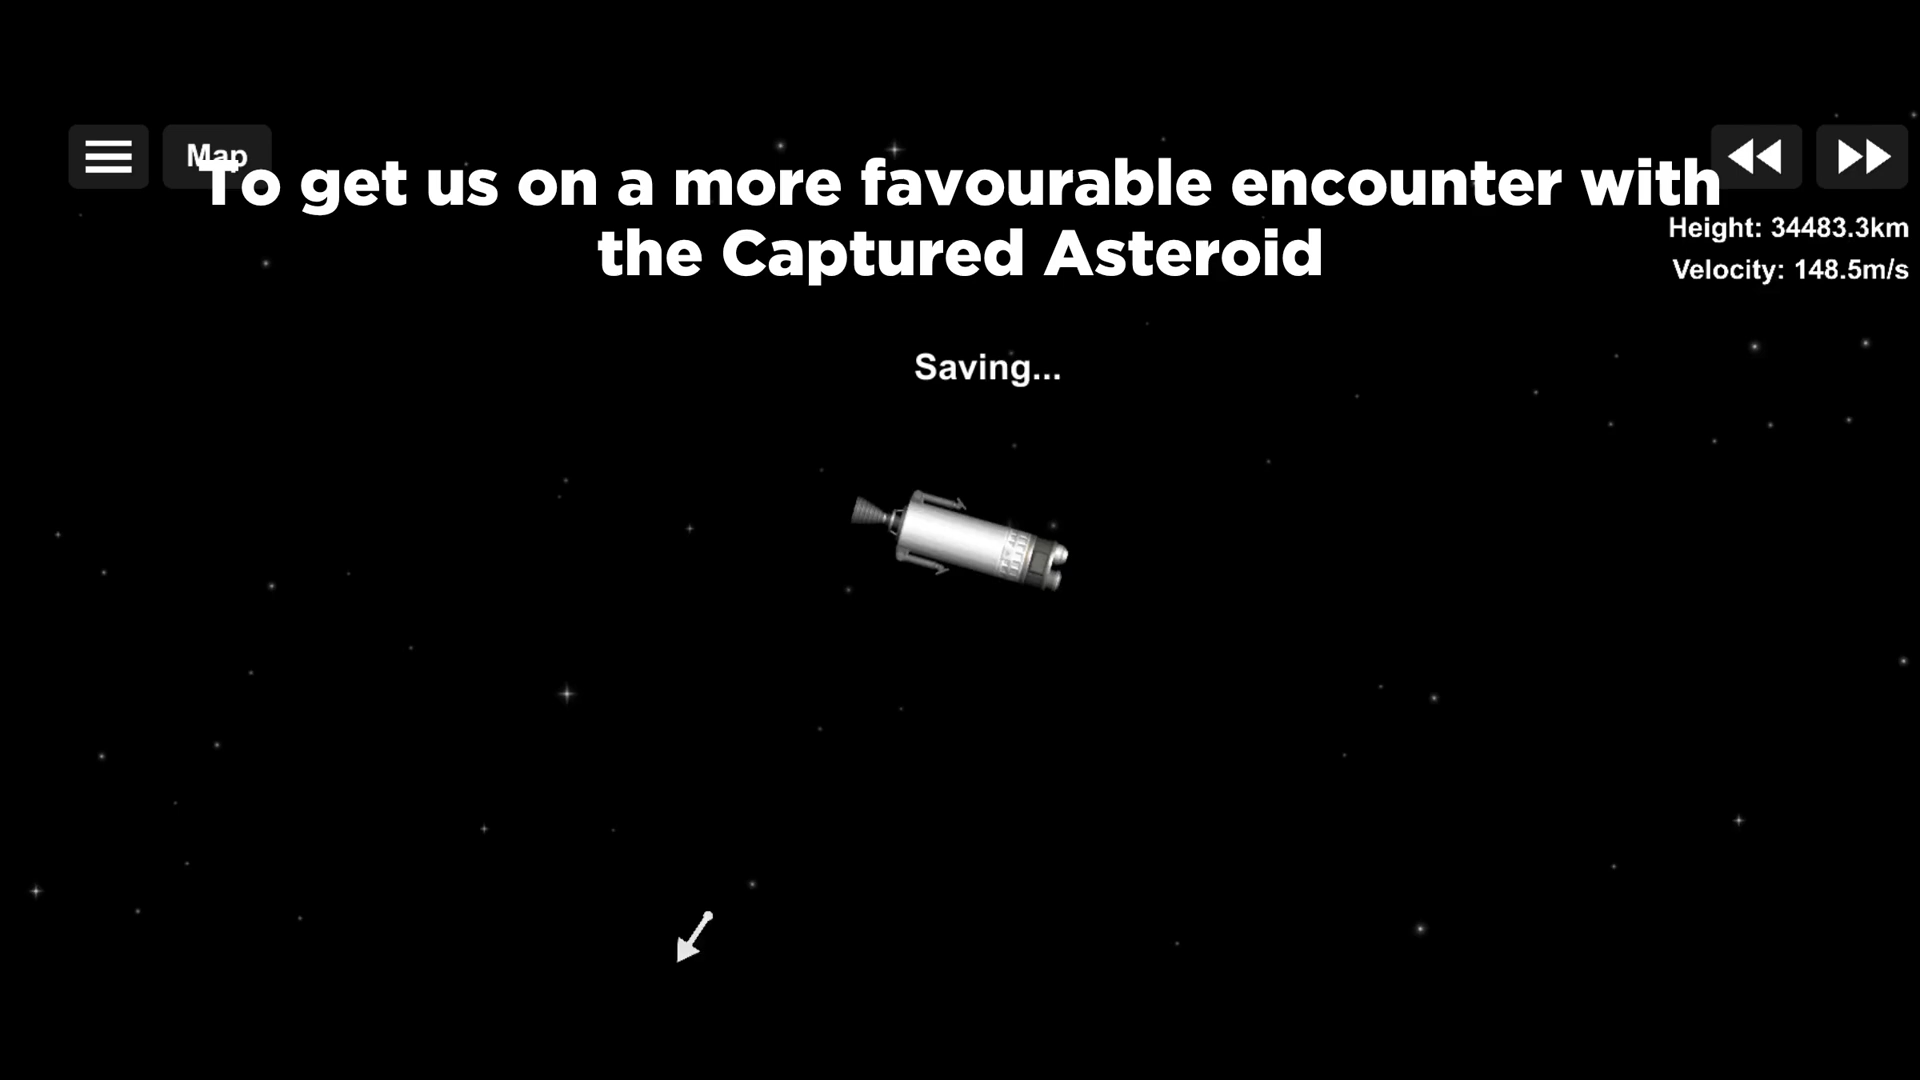 Map
To get us on a more favourable encounter with
the Captured Asteroid
Height: 34483.3km
Velocity: 148.5m/s
Saving...